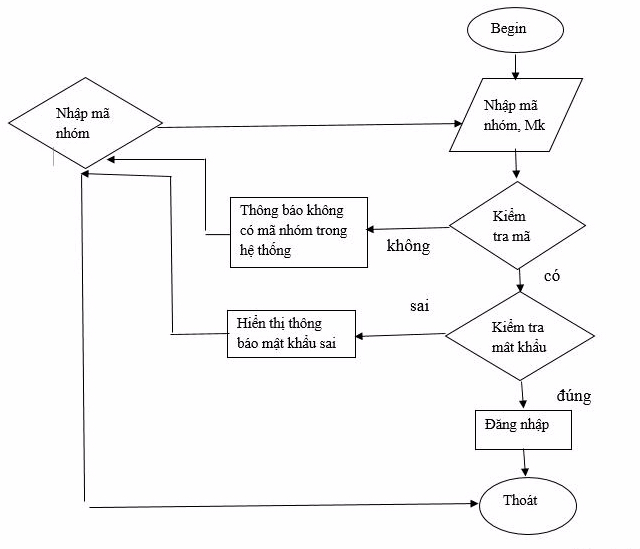 Begin
Nhập mã
nhóm
Nhập mã
nhóm, Mk
Thông báo không
có mã nhóm trong
hệ thống
không
Kiểm
tra mã
có
sai
Hiển thị thông
báo mật khẩu sai
Kiểm tra
mât khẩu
đúng
Đăng nhập
Thoát